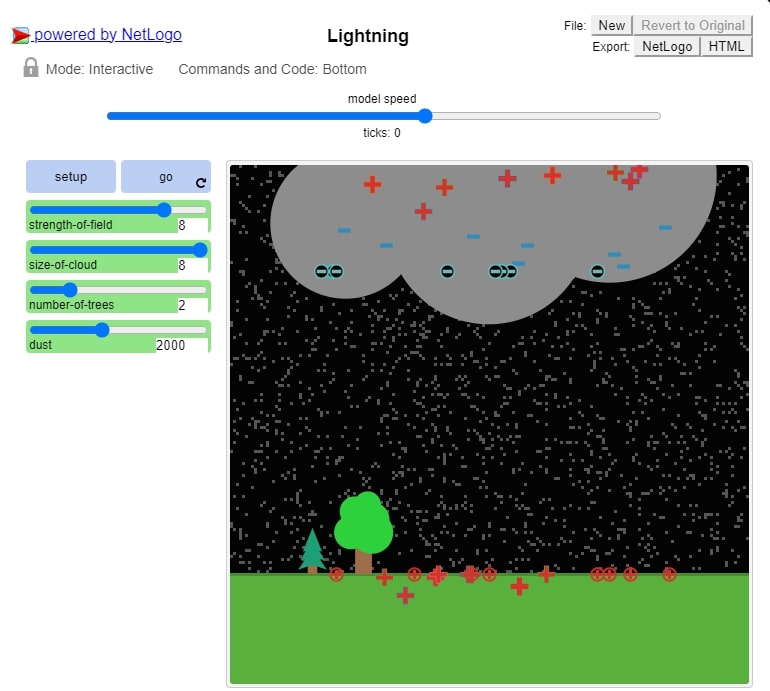 powered by NetLogo
Lightning
File: New Revert to Original
Export: NetLogo HTML
Mode: Interactive Commands and Code: Bottom
model speed
ticks: 0
setup go
strength-of-field 8
size-of-cloud 8
number-of-trees 2
dust 2000